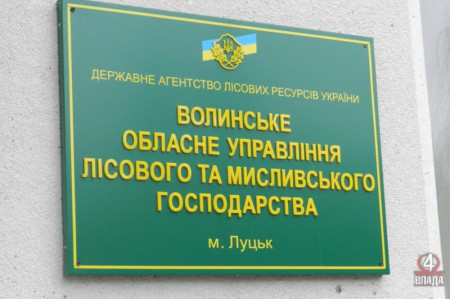 ДЕРЖАВНЕ АГЕНТСТВО ЛІСОВИХ РЕСУРСІВ УКРАЇНИ
ВОЛИНСЬКЕ
ОБЛАСНЕ УПРАВЛІННЯ
ЛІСОВОГО ТА МИСЛИВСЬКОГО
ГОСПОДАРСТВА
м. Луцьк
4
ВЛАДА